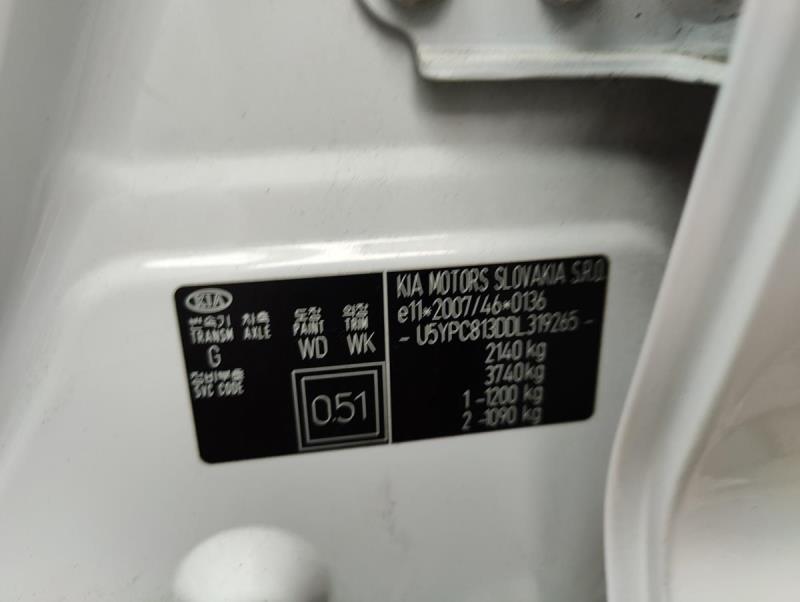 KIA
변속기 차축 도장 의장
TRANSM AXLE PAINT TRIM
G WD WK
정비부호
SVC CODE
0.51
KIA MOTORS SLOVAKIA S.R.O.
e11*2007/46*0136
- U5YPC813DDL319265 -
2140 kg
3740 kg
1 -1200 kg
2 -1090 kg